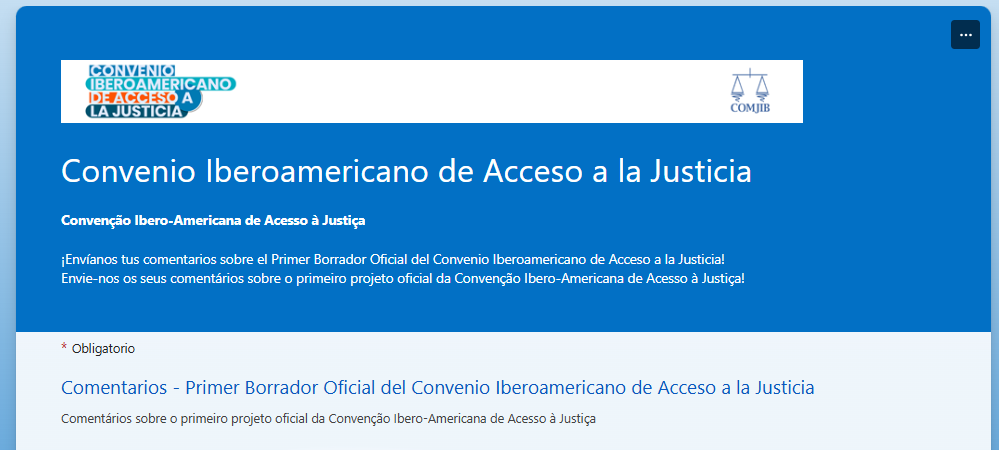 CONVENIO
IBEROAMERICANO
DE ACCESO A
LA JUSTICIA
COMJIB
Convenio Iberoamericano de Acceso a la Justicia
Convenção Ibero-Americana de Acesso à Justiça
¡Envíanos tus comentarios sobre el Primer Borrador Oficial del Convenio Iberoamericano de Acceso a la Justicia!
Envie-nos os seus comentários sobre o primeiro projeto oficial da Convenção Ibero-Americana de Acesso à Justiça!
* Obligatorio
Comentarios - Primer Borrador Oficial del Convenio Iberoamericano de Acceso a la Justicia
Comentários sobre o primeiro projeto oficial da Convenção Ibero-Americana de Acesso à Justiça